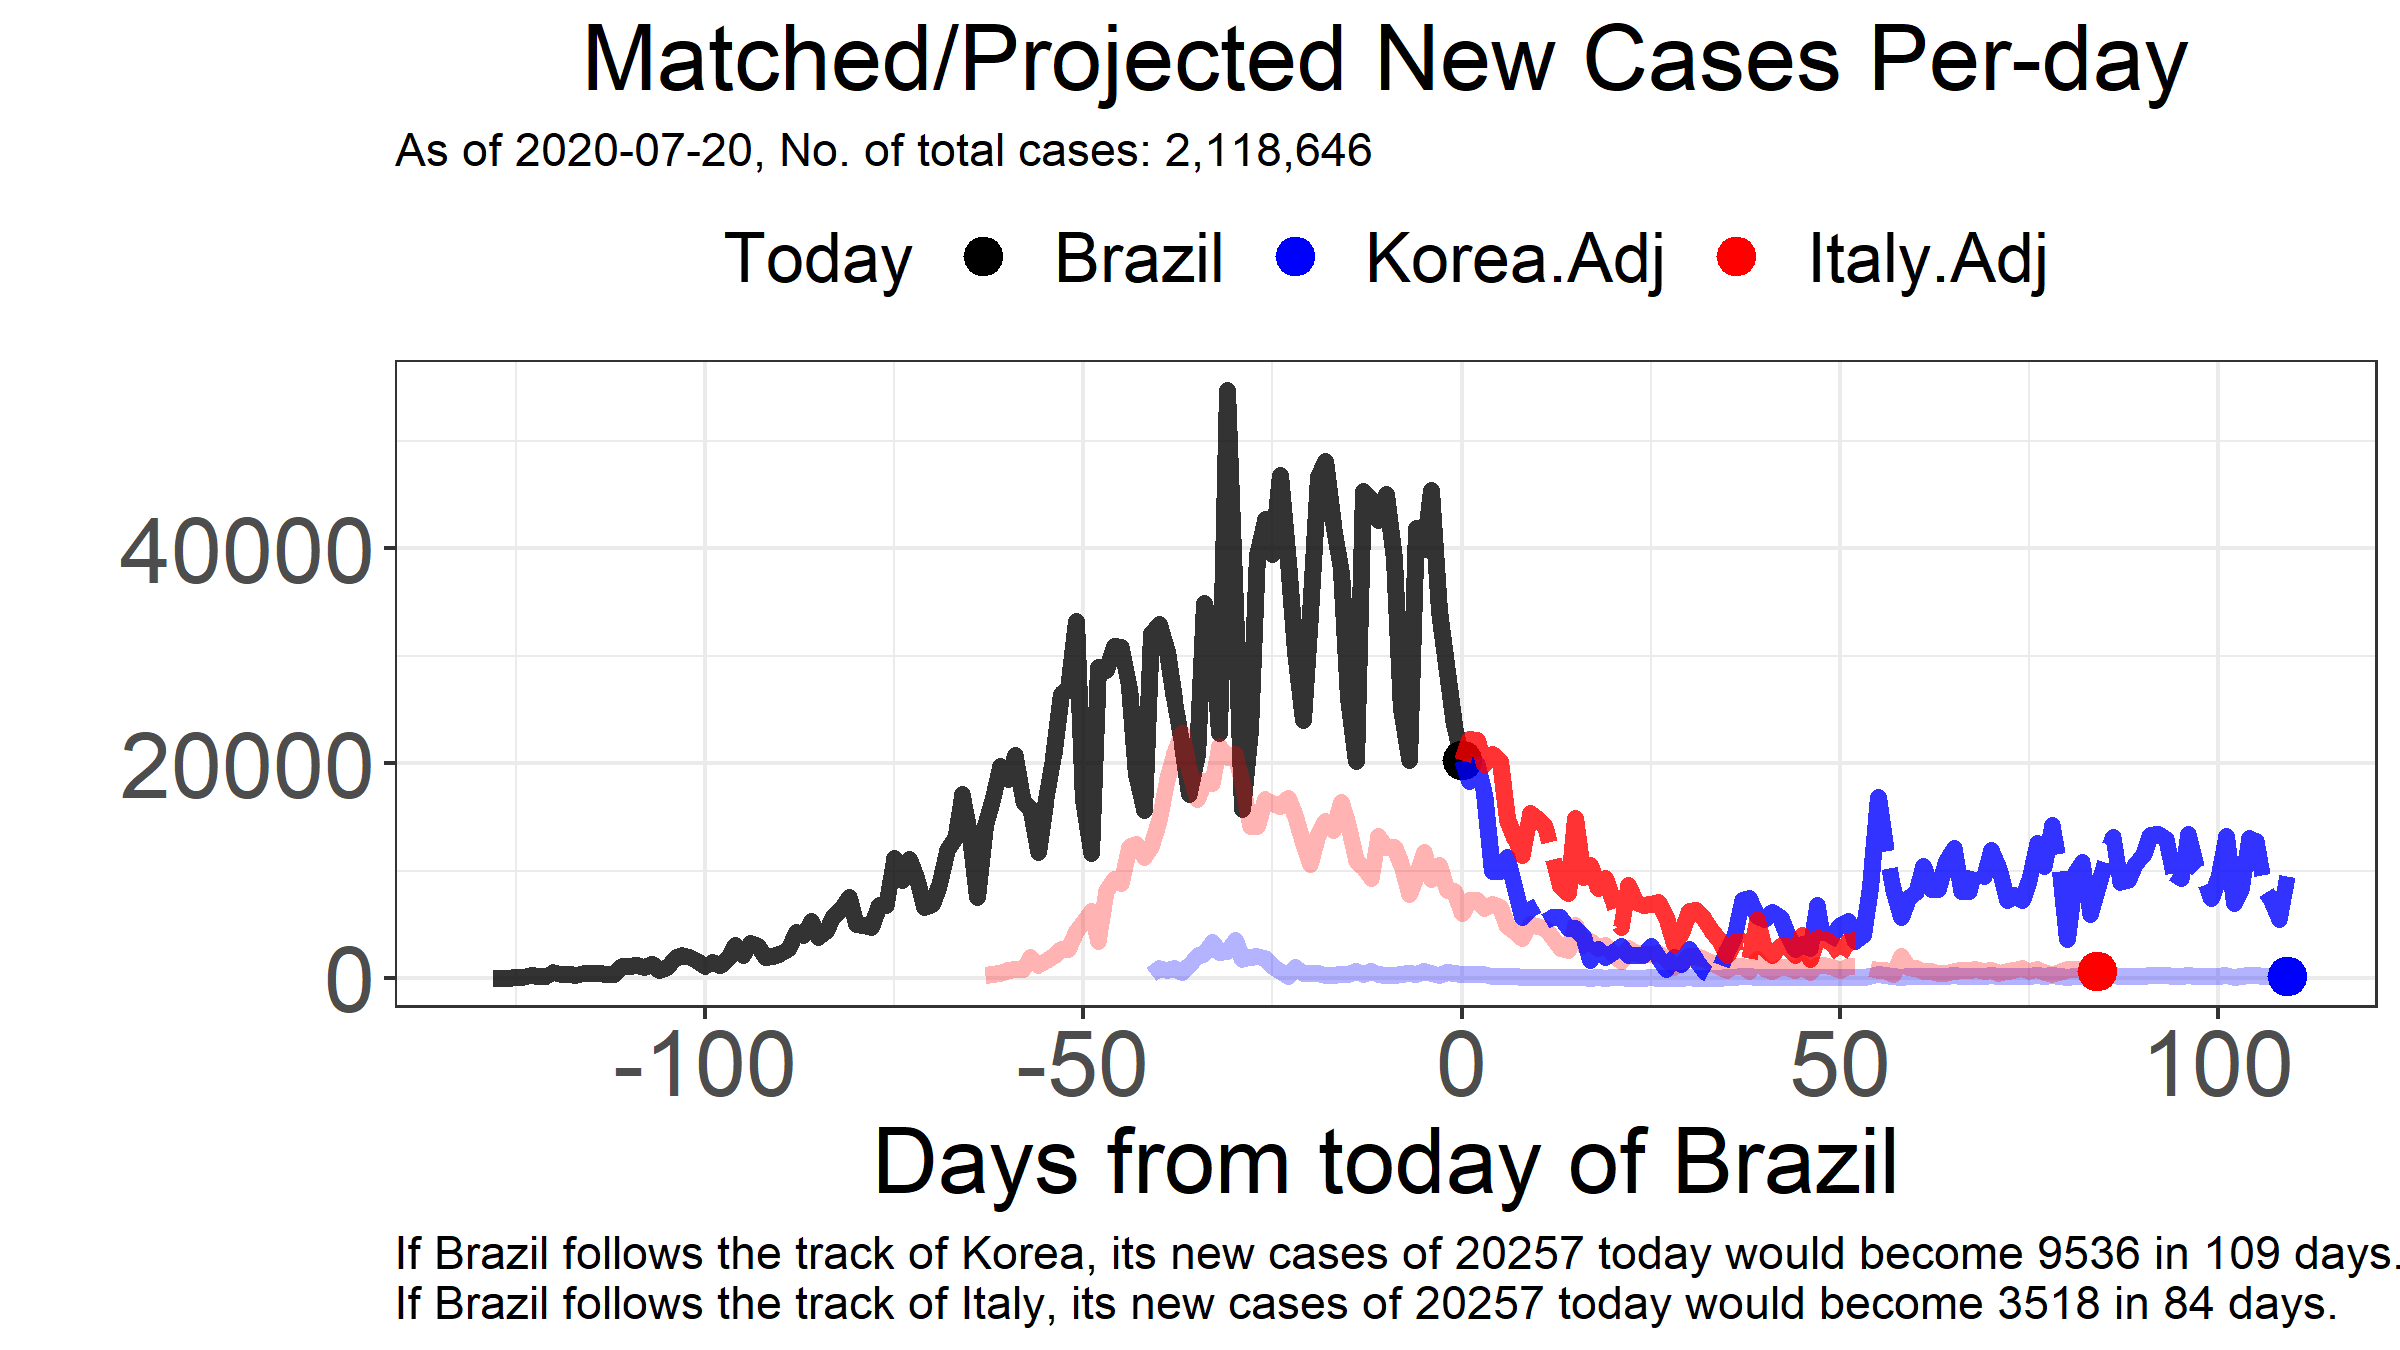 Matched/Projected New Cases Per-day
As of 2020-07-20, No. of total cases: 2,118,646
Today Brazil Korea.Adj Italy.Adj
40000
20000
0
-100 -50 0 50 100
Days from today of Brazil
If Brazil follows the track of Korea, its new cases of 20257 today would become 9536 in 109 days.
If Brazil follows the track of Italy, its new cases of 20257 today would become 3518 in 84 days.